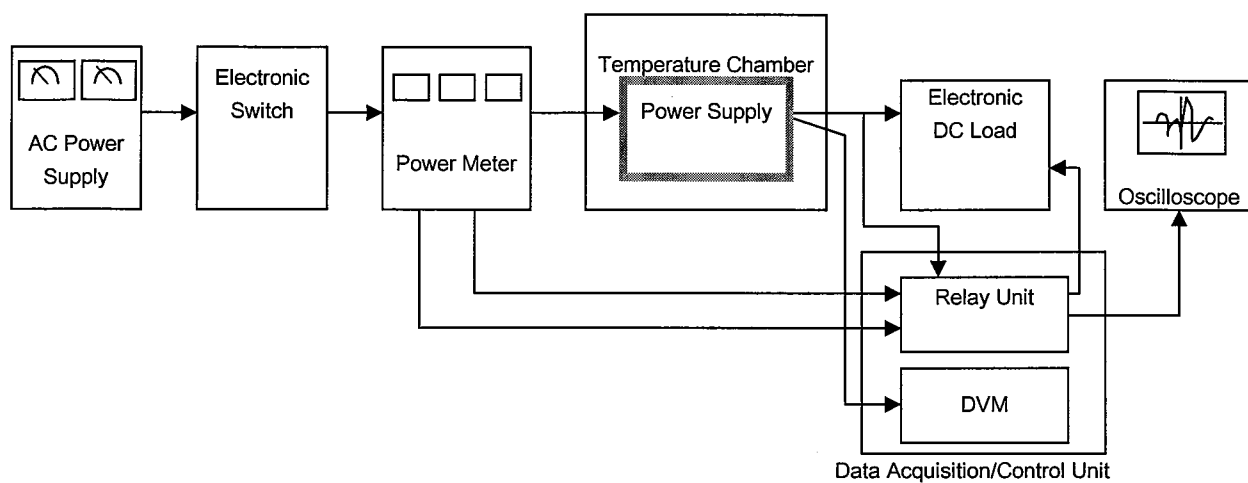 AC Power
Supply
Electronic
Switch
Power Meter
Temperature Chamber
Power Supply
Electronic
DC Load
Oscilloscope
Relay Unit
DVM
Data Acquisition/Control Unit